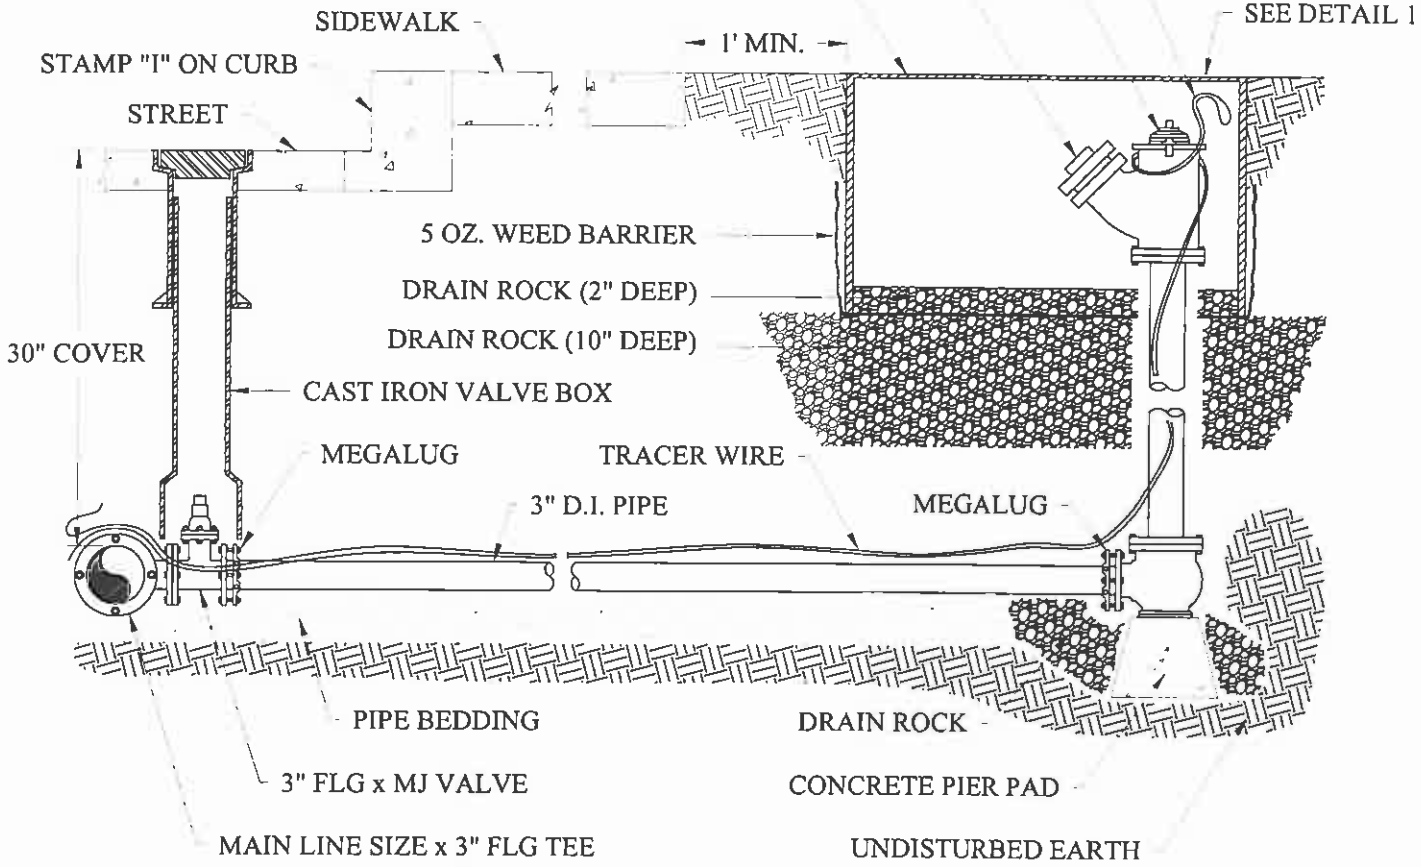 SEE DETAIL 1
SIDEWALK
1' MIN.
STAMP "I" ON CURB
STREET
5 OZ. WEED BARRIER
DRAIN ROCK (2" DEEP)
DRAIN ROCK (10" DEEP)
30" COVER
CAST IRON VALVE BOX
MEGALUG
TRACER WIRE
3" D.I. PIPE
MEGALUG
PIPE BEDDING
DRAIN ROCK
3" FLG x MJ VALVE
CONCRETE PIER PAD
MAIN LINE SIZE x 3" FLG TEE
UNDISTURBED EARTH